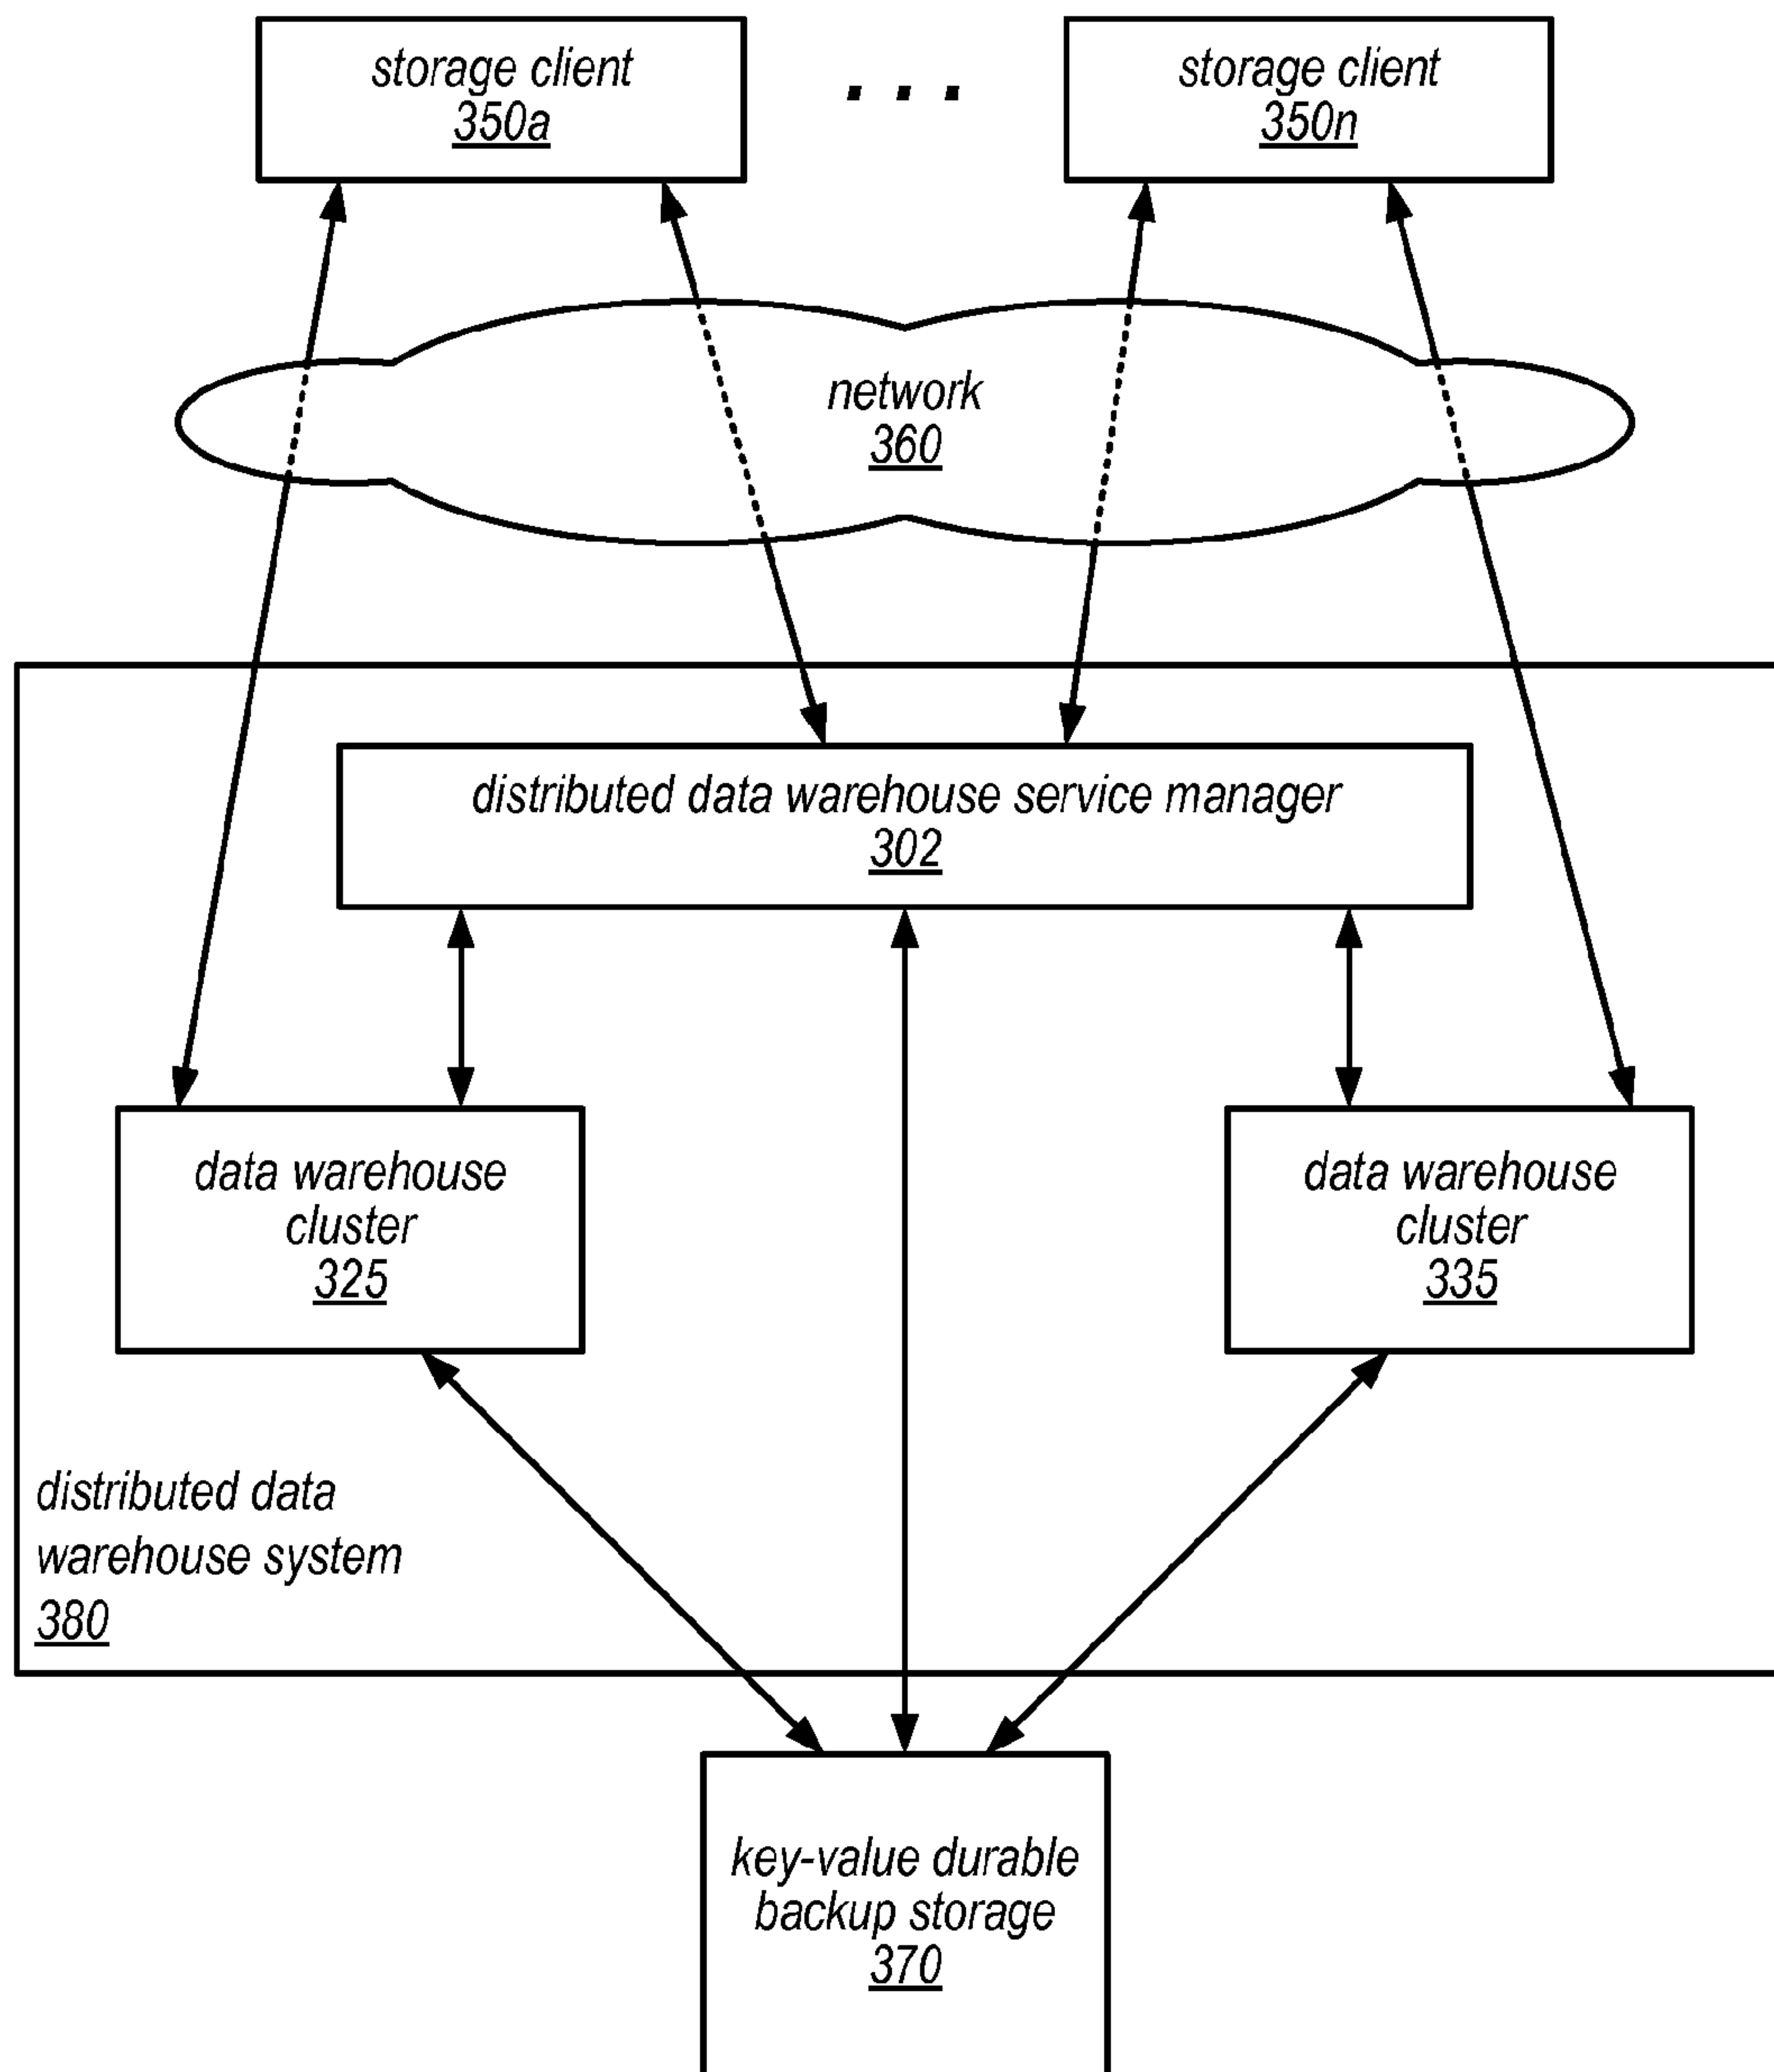 storage client
350a
. . .
storage client
350n
network
360
distributed data warehouse service manager
302
data warehouse
cluster
325
data warehouse
cluster
335
distributed data
warehouse system
380
key-value durable
backup storage
370